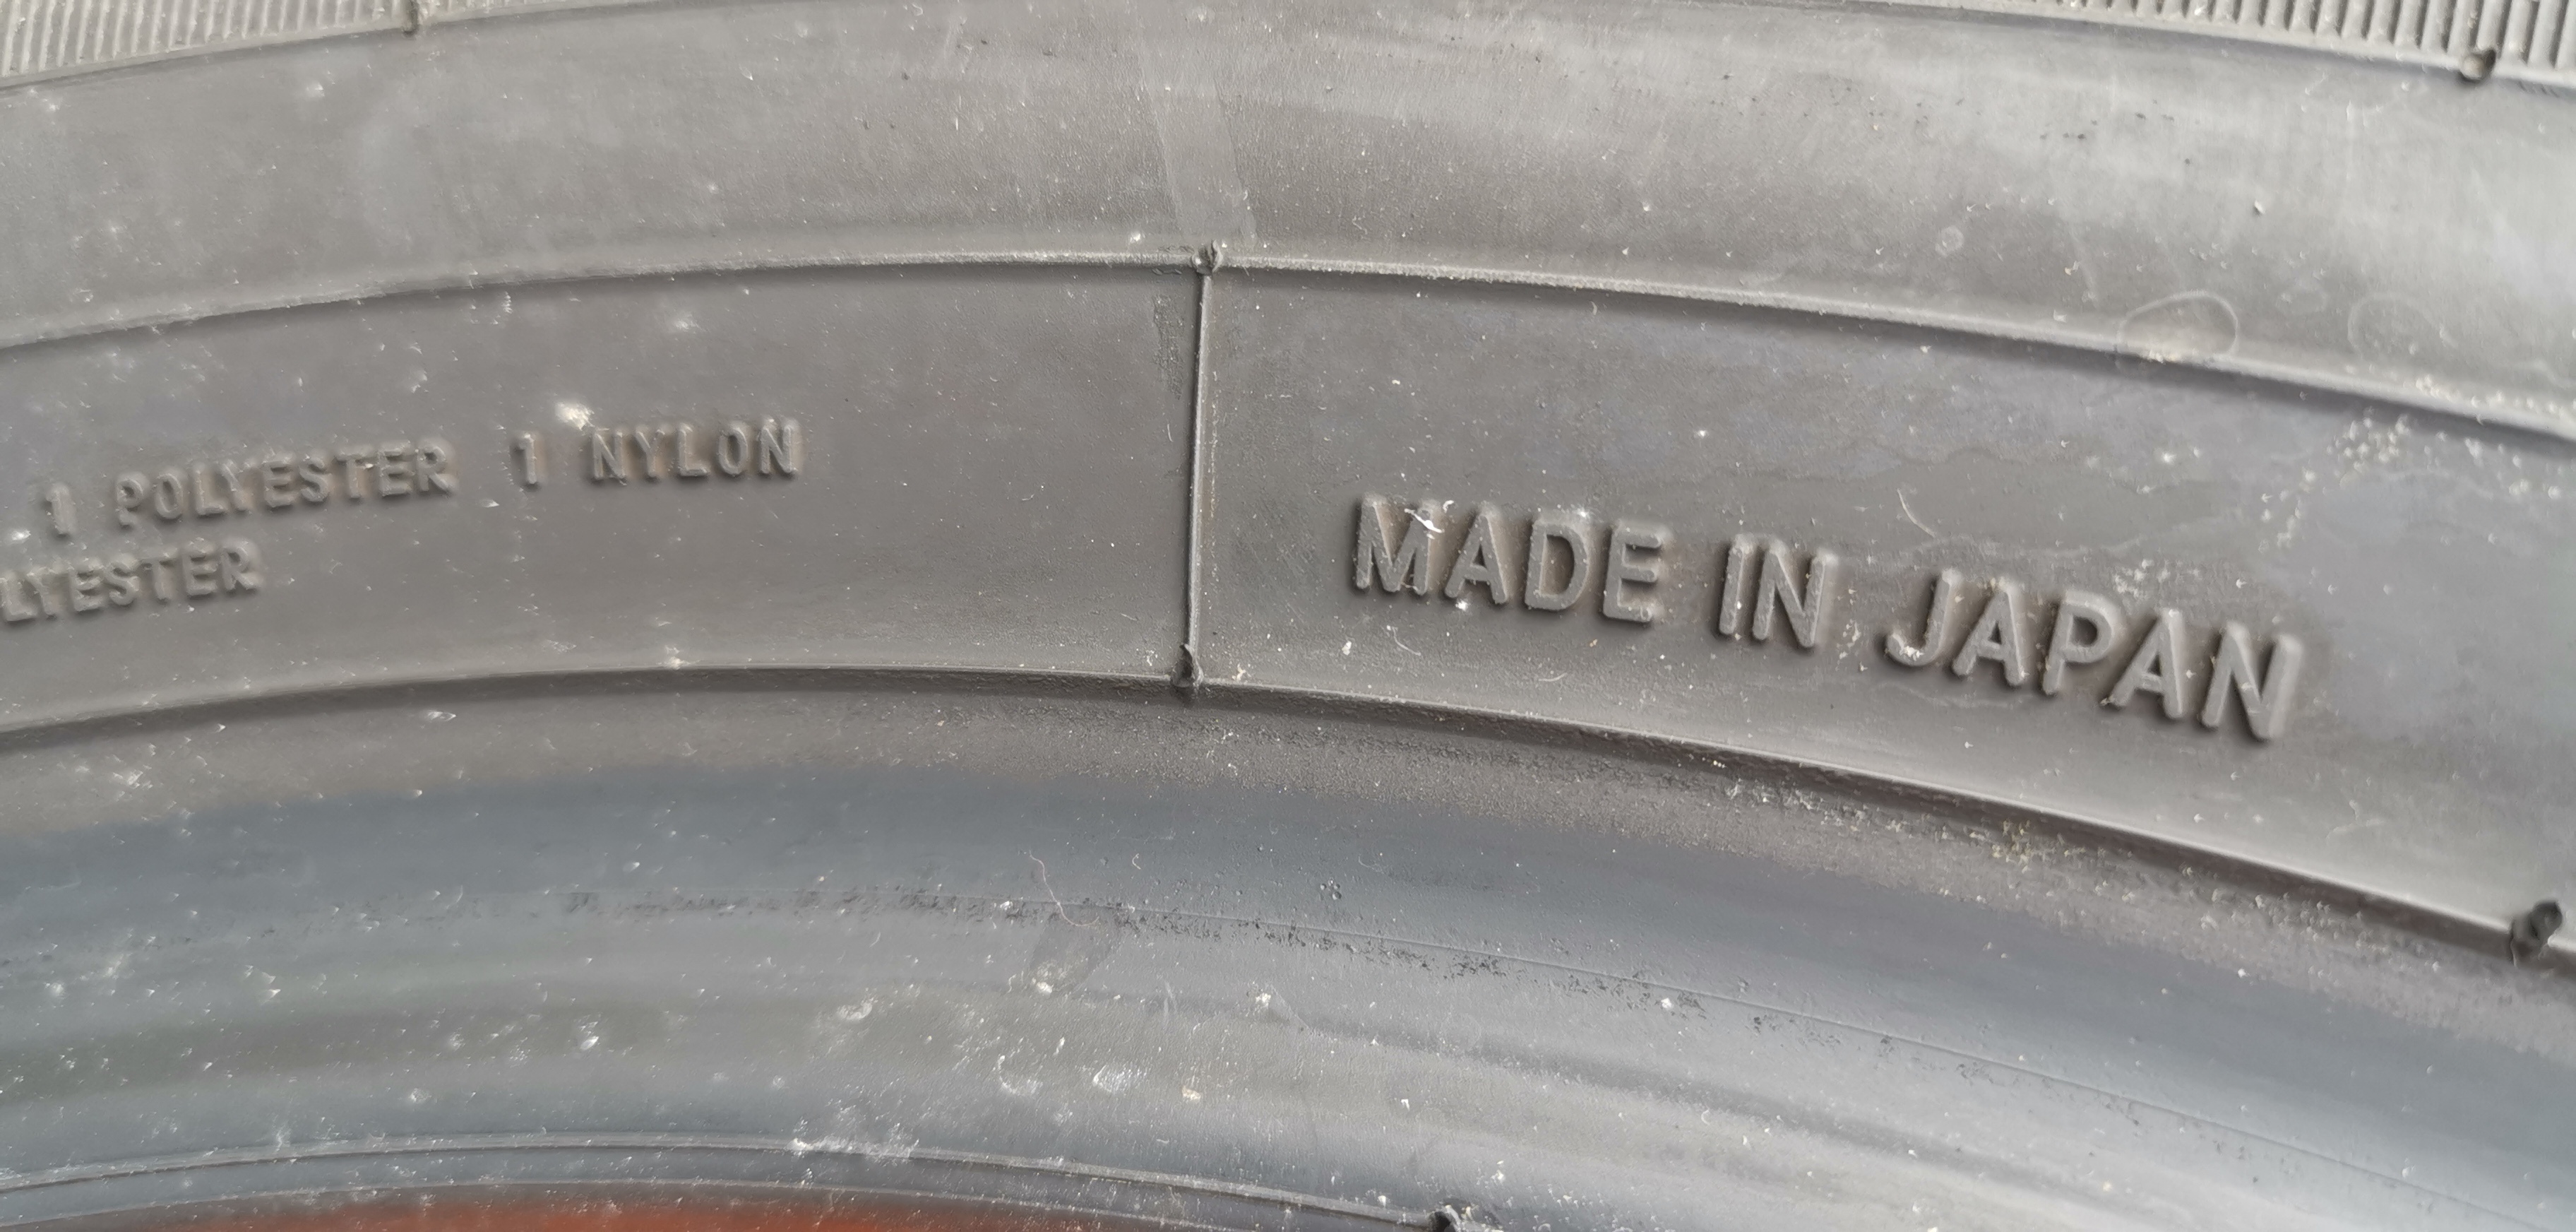 1 POLYESTER 1 NYLON
LYESTER
MADE IN JAPAN